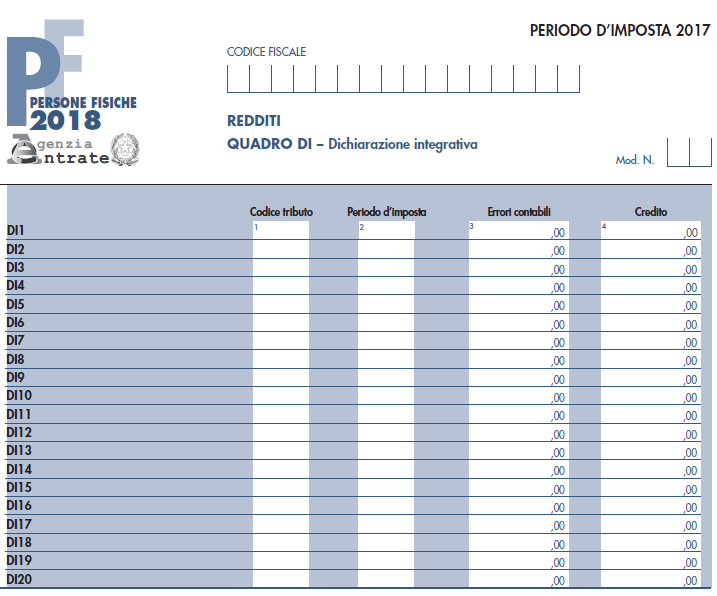 PERIODO D’IMPOSTA 2017
CODICE FISCALE
PF
PERSONE FISICHE
2018
Agenzia
Entrate
REDDITI
QUADRO DI – Dichiarazione integrativa
Mod. N.
Codice tributo Periodo d’imposta Errori contabili Credito
DI1 1 2 3 ,00 4 ,00
DI2 ,00 ,00
DI3 ,00 ,00
DI4 ,00 ,00
DI5 ,00 ,00
DI6 ,00 ,00
DI7 ,00 ,00
DI8 ,00 ,00
DI9 ,00 ,00
DI10 ,00 ,00
DI11 ,00 ,00
DI12 ,00 ,00
DI13 ,00 ,00
DI14 ,00 ,00
DI15 ,00 ,00
DI16 ,00 ,00
DI17 ,00 ,00
DI18 ,00 ,00
DI19 ,00 ,00
DI20 ,00 ,00